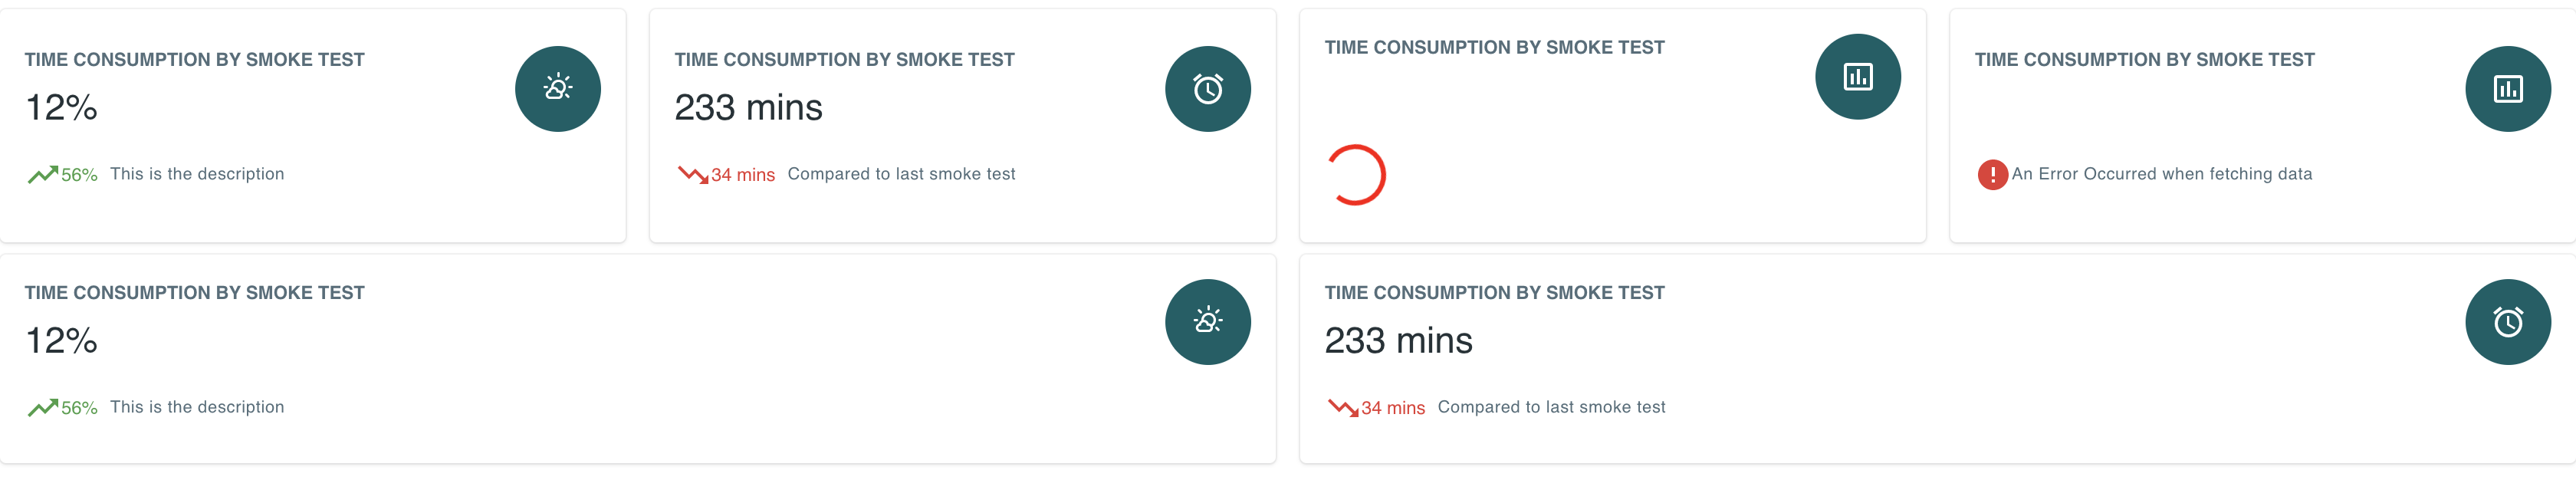 TIME CONSUMPTION BY SMOKE TEST
12%
56% This is the description
TIME CONSUMPTION BY SMOKE TEST
233 mins
34 mins Compared to last smoke test
TIME CONSUMPTION BY SMOKE TEST
TIME CONSUMPTION BY SMOKE TEST
An Error Occurred when fetching data
TIME CONSUMPTION BY SMOKE TEST
12%
56% This is the description
TIME CONSUMPTION BY SMOKE TEST
233 mins
34 mins Compared to last smoke test